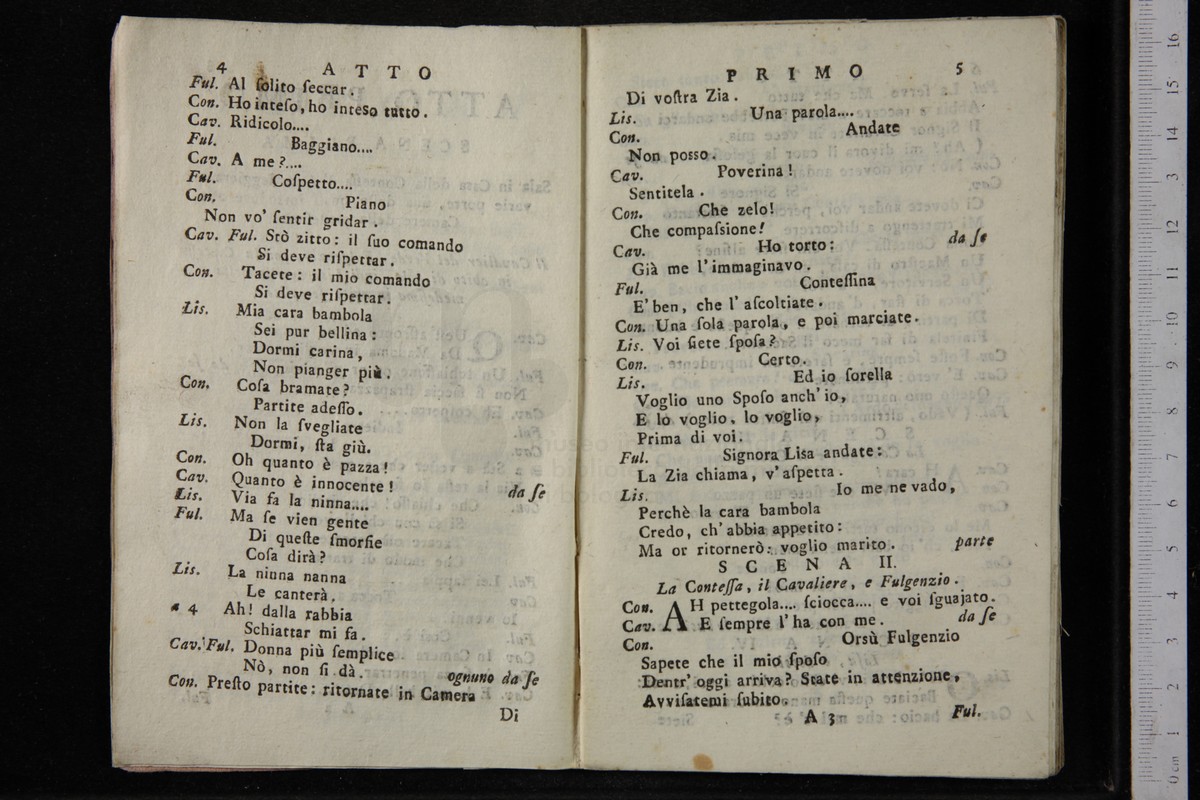 4 ATTO
Ful. Al ſolito ſeccar.
Con. Ho inteſo, ho inteso tutto.
Cav. Ridicolo....
Ful. Baggiano....
Cav. A me?....
Ful. Coſpetto....
Con. Piano
Non vo' ſentir gridar.
Cav. Ful. Stò zitto: il ſuo comando
Si deve riſpettar.
Con. Tacete: il mio comando
Si deve riſpettar.
Lis. Mia cara bambola
Sei pur bellina:
Dormi carina,
Non pianger più.
Con. Coſa bramate?
Partite adeſſo.
Lis. Non la ſvegliate
Dormi, ſta giù.
Con. Oh quanto è pazza!
Cav. Quanto è innocente! da ſe
Lis. Via fa la ninna....
Ful. Ma ſe vien gente
Di queſte ſmorfie
Coſa dirà?
Lis. La ninna nanna
Le canterà.
a 4 Ah! dalla rabbia
Schiattar mi fa.
Cav. Ful. Donna più ſemplice
Nò, non ſi dà. ognuno da ſe
Con. Preſto partite: ritornate in Camera
Di
PRIMO 5
Di voſtra Zia.
Lis. Una parola....
Con. Andate
Non posso.
Cav. Poverina!
Sentitela.
Con. Che zelo!
Che compaſsione!
Cav. Ho torto: da ſe
Già me l'immaginavo.
Ful. Conteſſina
E' ben, che l' aſcoltiate.
Con. Una ſola parola, e poi marciate.
Lis. Voi ſiete ſpoſa?
Con. Certo.
Lis. Ed io ſorella
Voglio uno Spoſo anch' io,
E lo voglio, lo voglio,
Prima di voi.
Ful. Signora Lisa andate:
La Zia chiama, v' aſpetta.
Lis. Io me ne vado,
Perchè la cara bambola
Credo, ch' abbia appetito:
Ma or ritornerò: voglio marito. parte
SCENA II.
La Conteſſa, il Cavaliere, e Fulgenzio.
Con. AH pettegola.... ſciocca.... e voi ſguajato.
Cav. E ſempre l' ha con me. da ſe
Con. Orsù Fulgenzio
Sapete che il mio ſpoſo
Dentr' oggi arriva? State in attenzione,
Avviſatemi ſubito.
A 3 Ful.